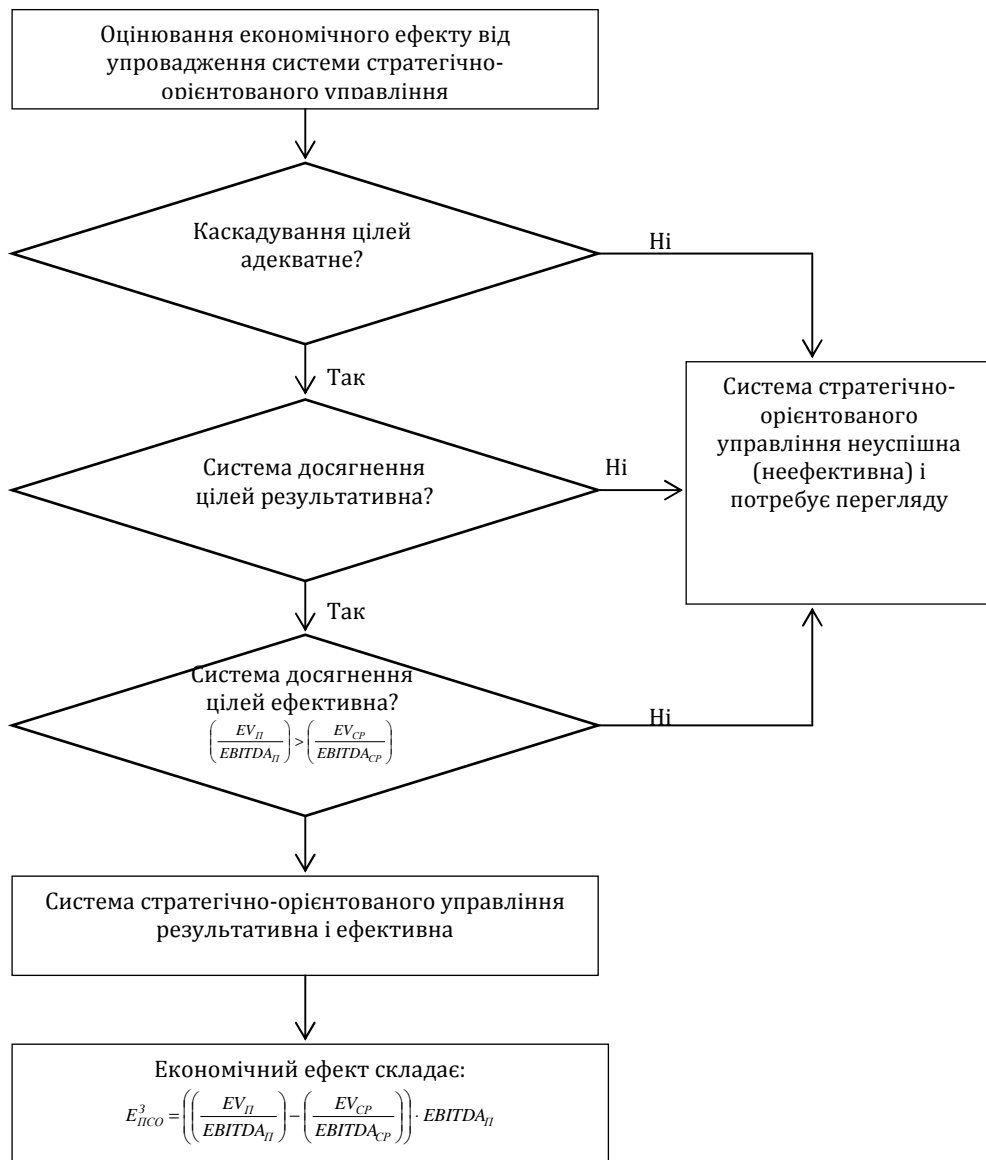 Оцінювання економічного ефекту від
упровадження системи стратегічно-
орієнтованого управління
Каскадування цілей
адекватне?
Ні
Так
Система стратегічно-
орієнтованого
управління неуспішна
(неефективна) і
потребує перегляду
Система досягнення
цілей результативна?
Ні
Так
Система досягнення
цілей ефективна?
(EV_П / EBITDA_П) > (EV_СР / EBITDA_СР)
Ні
Система стратегічно-орієнтованого управління
результативна і ефективна
Економічний ефект складає:
E^З_ПСО = ((EV_П / EBITDA_П) − (EV_СР / EBITDA_СР)) · EBITDA_П